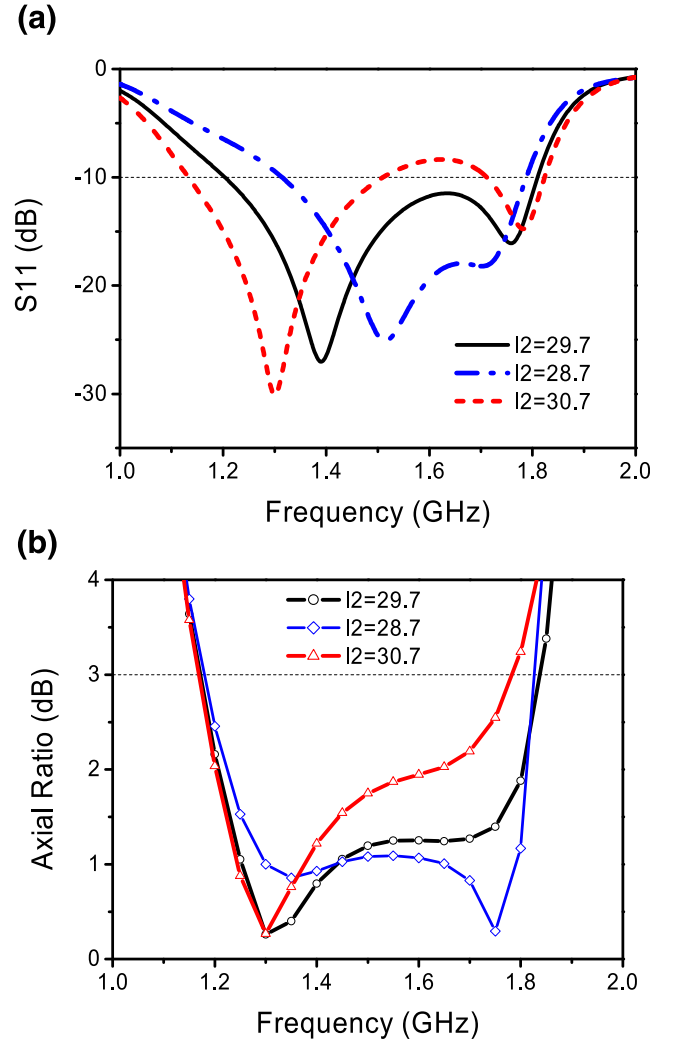 (a)
0
-10
-20
-30
S11 (dB)
l2=29.7
l2=28.7
l2=30.7
1.0 1.2 1.4 1.6 1.8 2.0
Frequency (GHz)
(b)
4
3
2
1
0
Axial Ratio (dB)
l2=29.7
l2=28.7
l2=30.7
1.0 1.2 1.4 1.6 1.8 2.0
Frequency (GHz)